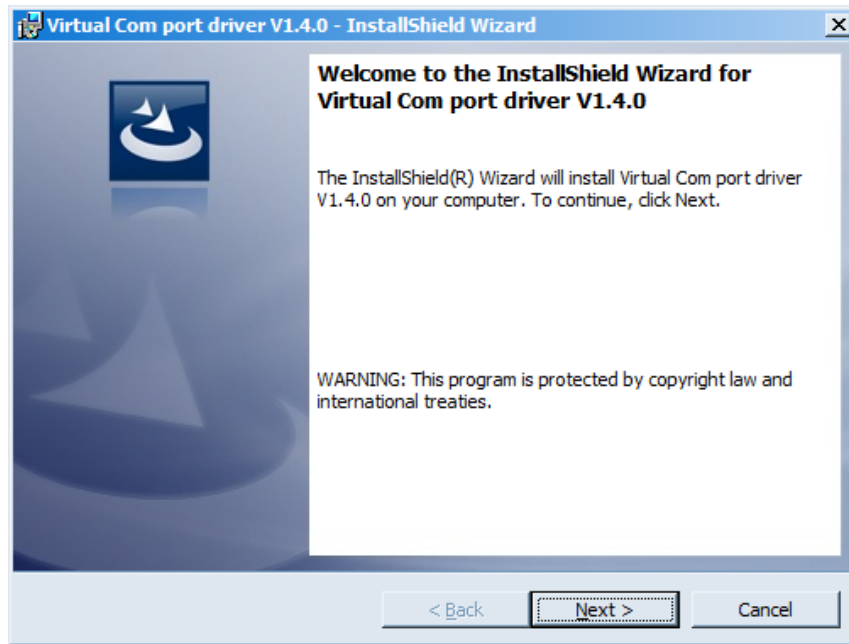 Virtual Com port driver V1.4.0 - InstallShield Wizard
Welcome to the InstallShield Wizard for
Virtual Com port driver V1.4.0
The InstallShield(R) Wizard will install Virtual Com port driver
V1.4.0 on your computer. To continue, click Next.
WARNING: This program is protected by copyright law and
international treaties.
< Back
Next >
Cancel